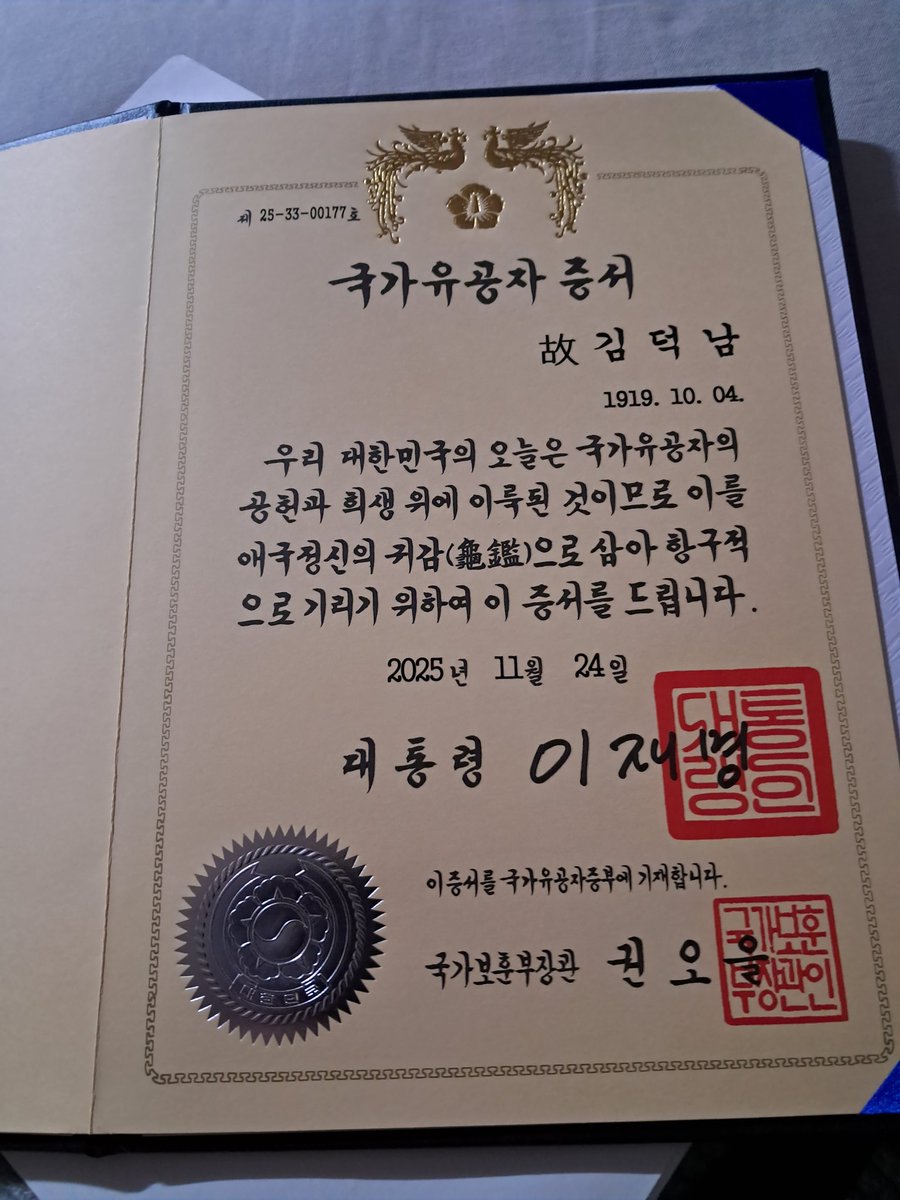 제 25-33-00177호
국가유공자 증서
故 김덕남
1919. 10. 04.
우리 대한민국의 오늘은 국가유공자의
공헌과 희생 위에 이룩된 것이므로 이를
애국정신의 귀감(龜鑑)으로 삼아 항구적
으로 기리기 위하여 이 증서를 드립니다.
2025년 11월 24일
대통령 이재명
대통령의인
이 증서를 국가유공자증부에 기재합니다.
국가보훈부장관 권오을
국가보훈부장관인
대한민국